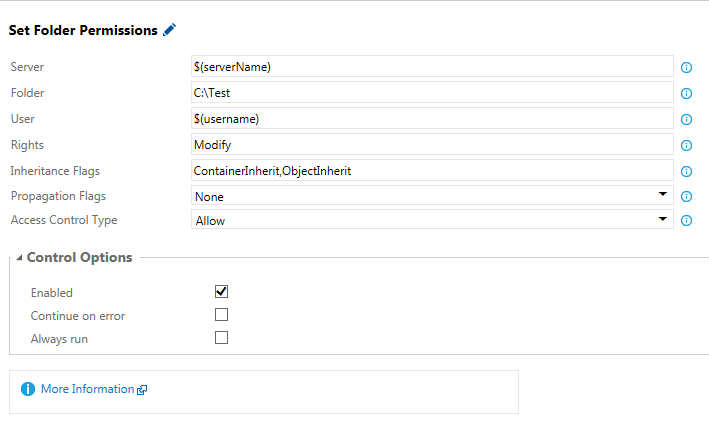 Set Folder Permissions
Server $(serverName)
Folder C:\Test
User $(username)
Rights Modify
Inheritance Flags ContainerInherit,ObjectInherit
Propagation Flags None
Access Control Type Allow
Control Options
Enabled
Continue on error
Always run
More Information